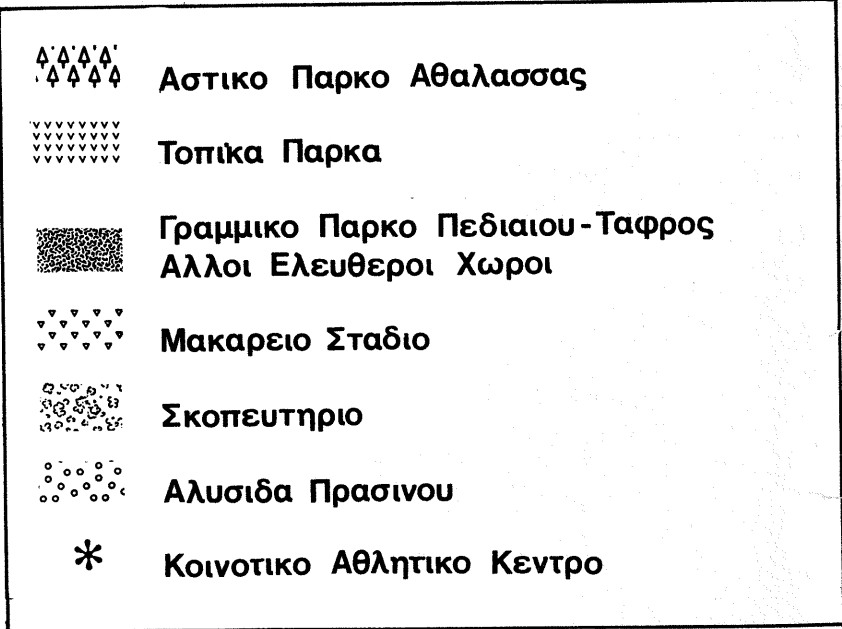 Αστικο Παρκο Αθαλασσας
Τοπικα Παρκα
Γραμμικο Παρκο Πεδιαιου-Ταφρος
Αλλοι Ελευθεροι Χωροι
Μακαρειο Σταδιο
Σκοπευτηριο
Αλυσιδα Πρασινου
Κοινοτικο Αθλητικο Κεντρο